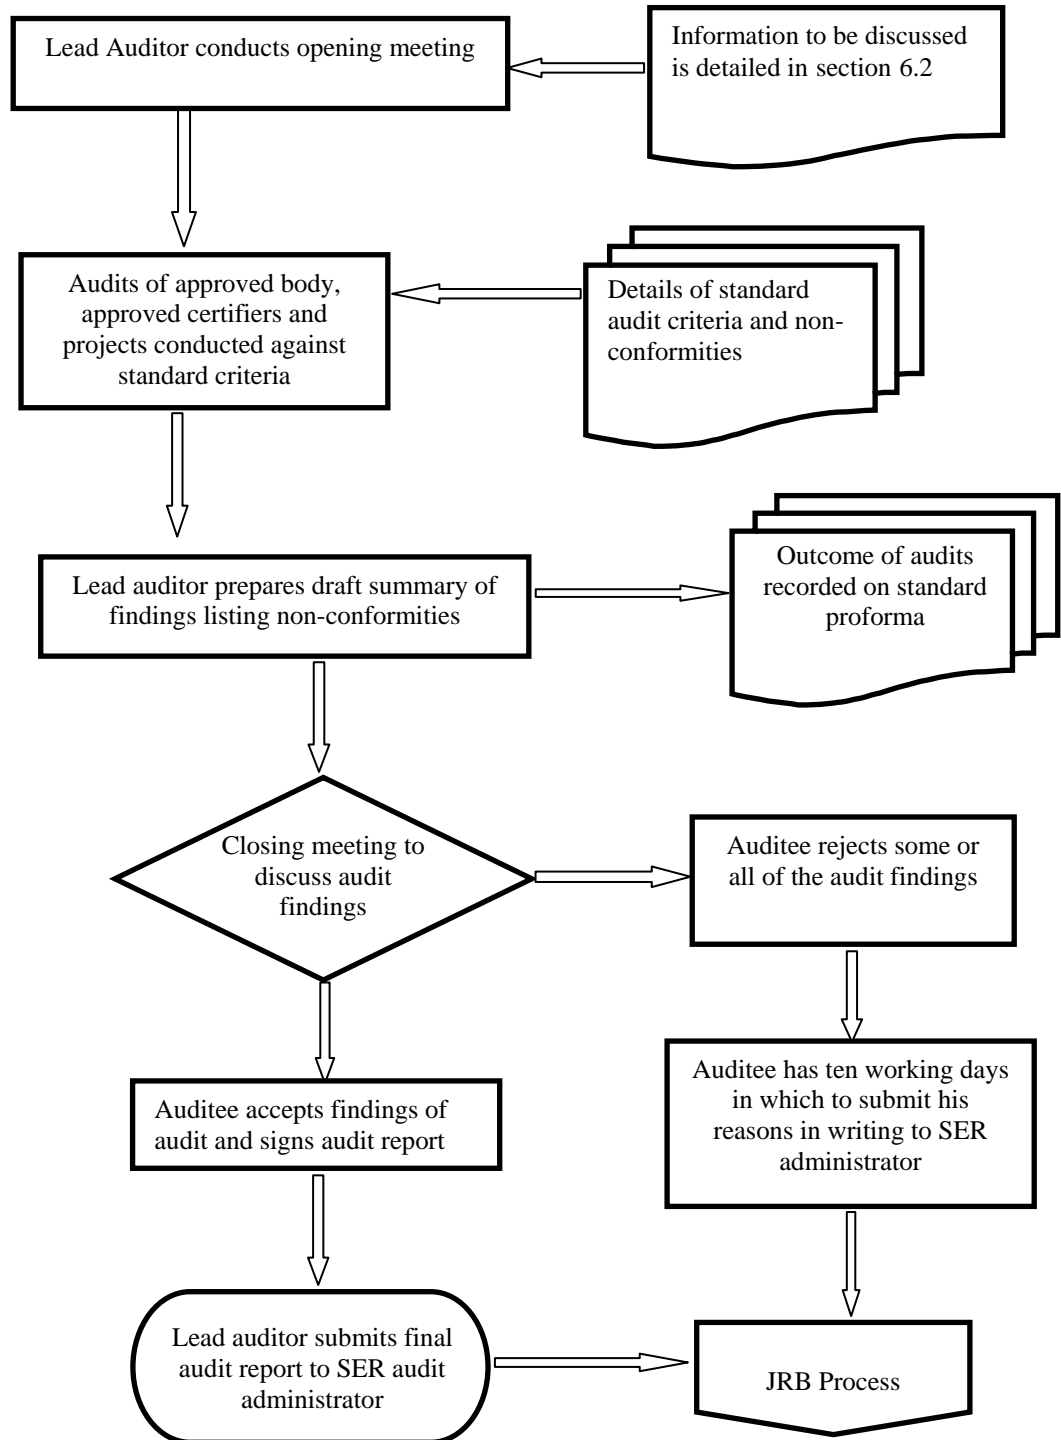 Lead Auditor conducts opening meeting
Information to be discussed
is detailed in section 6.2
Audits of approved body,
approved certifiers and
projects conducted against
standard criteria
Details of standard
audit criteria and non-
conformities
Lead auditor prepares draft summary of
findings listing non-conformities
Outcome of audits
recorded on standard
proforma
Closing meeting to
discuss audit
findings
Auditee rejects some or
all of the audit findings
Auditee accepts findings of
audit and signs audit report
Auditee has ten working days
in which to submit his
reasons in writing to SER
administrator
Lead auditor submits final
audit report to SER audit
administrator
JRB Process